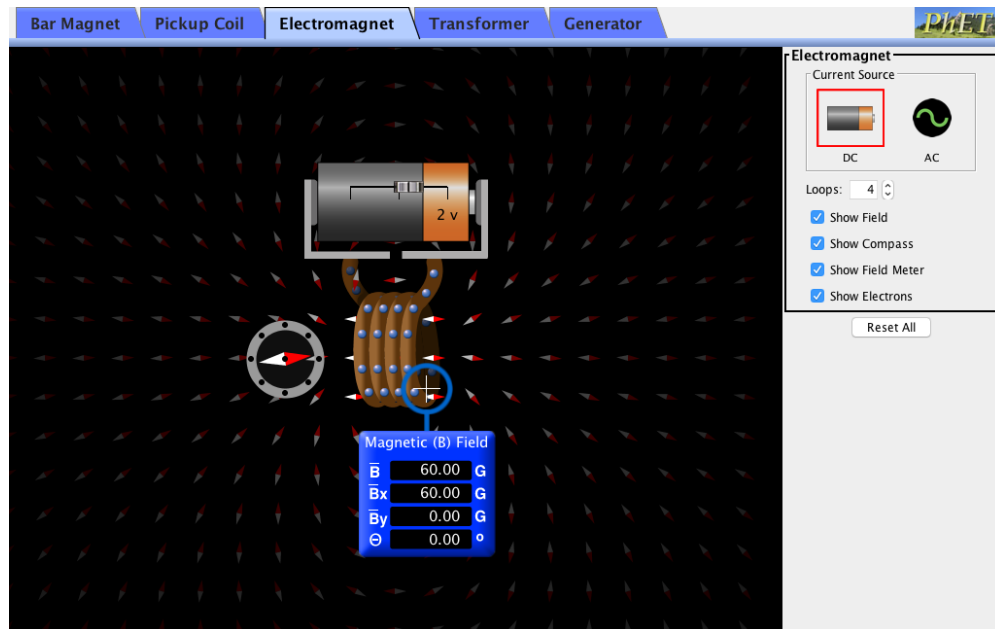 Bar Magnet
Pickup Coil
Electromagnet
Transformer
Generator
PhET
Electromagnet
Current Source
DC
AC
Loops: 4
Show Field
Show Compass
Show Field Meter
Show Electrons
Reset All
2 v
Magnetic (B) Field
B 60.00 G
Bx 60.00 G
By 0.00 G
Θ 0.00 °